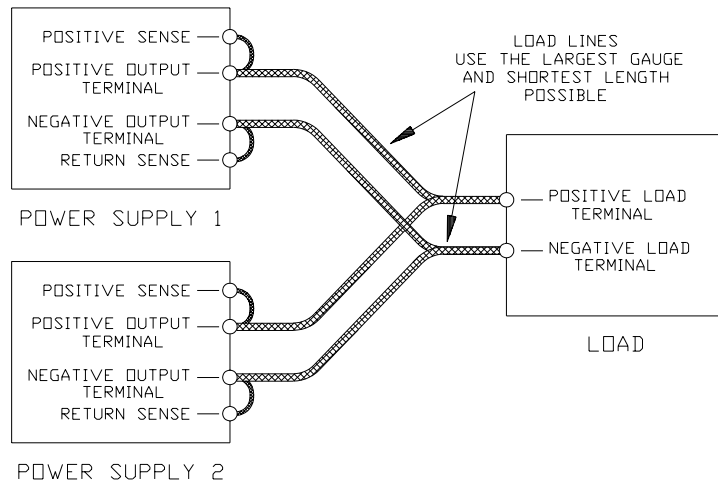 POSITIVE SENSE
POSITIVE OUTPUT
TERMINAL
NEGATIVE OUTPUT
TERMINAL
RETURN SENSE
POWER SUPPLY 1
LOAD LINES
USE THE LARGEST GAUGE
AND SHORTEST LENGTH
POSSIBLE
POSITIVE LOAD
TERMINAL
NEGATIVE LOAD
TERMINAL
LOAD
POSITIVE SENSE
POSITIVE OUTPUT
TERMINAL
NEGATIVE OUTPUT
TERMINAL
RETURN SENSE
POWER SUPPLY 2